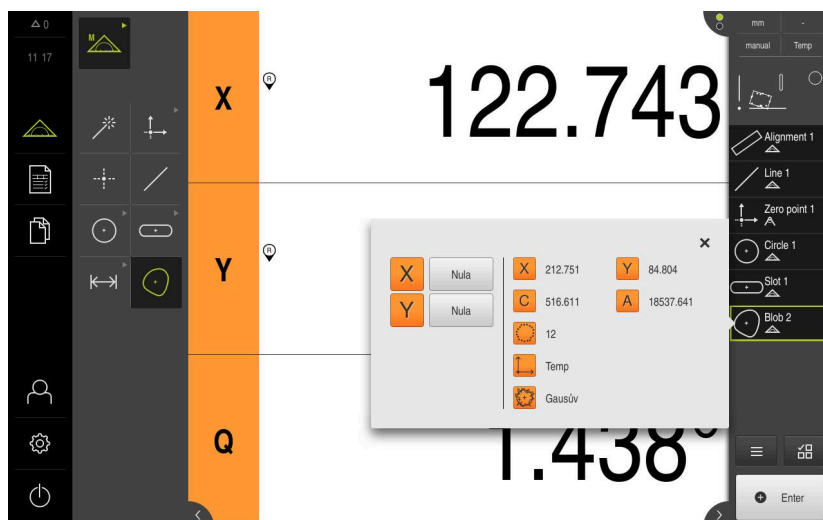 0
11 17
M
X
R
122.743
mm
-
manual
Temp
Alignment 1
Line 1
Zero point 1
Circle 1
Slot 1
Blob 2
Y
R
X
Nula
Y
Nula
X
212.751
Y
84.804
C
516.611
A
18537.641
12
Temp
Gausův
Q
1.438°
Enter